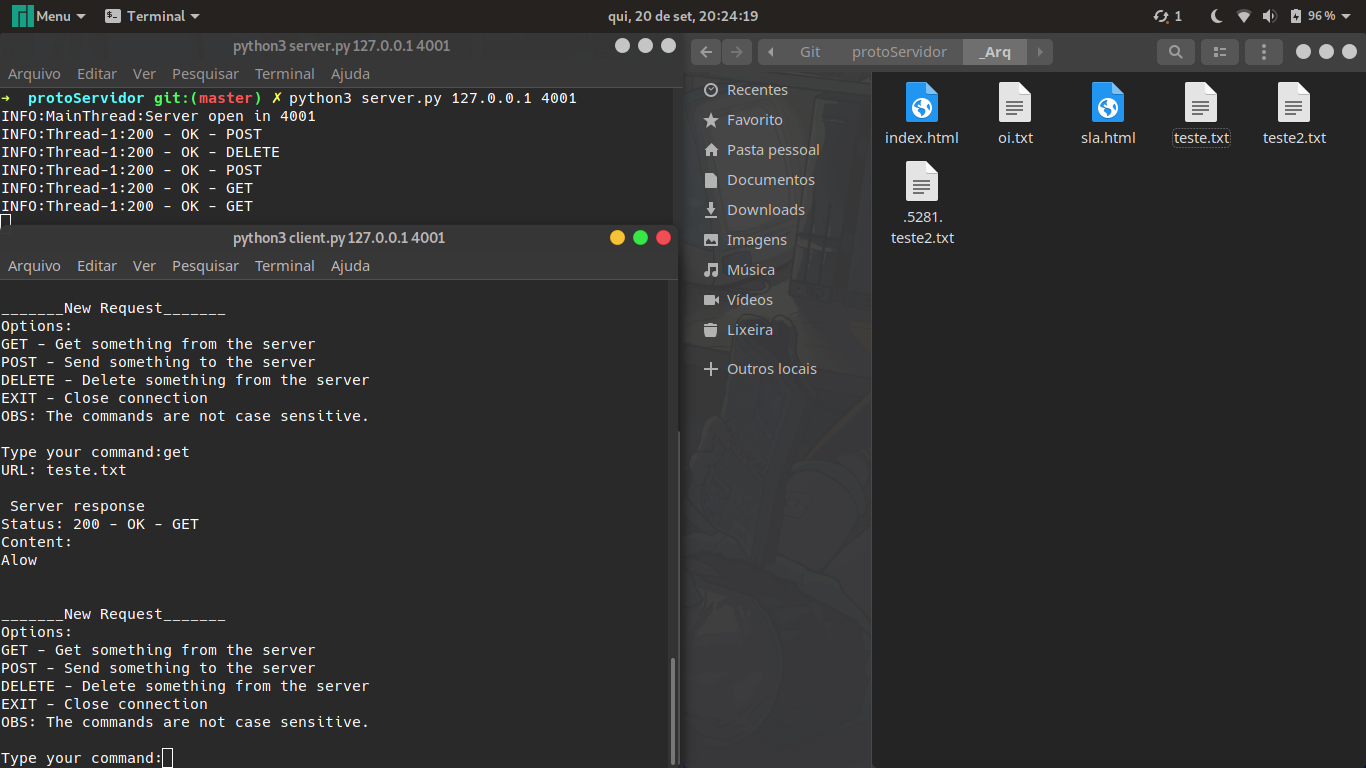 Menu Terminal qui, 20 de set, 20:24:19 1 96 %
python3 server.py 127.0.0.1 4001
Arquivo Editar Ver Pesquisar Terminal Ajuda
➜ protoServidor git:(master) ✗ python3 server.py 127.0.0.1 4001
INFO:MainThread:Server open in 4001
INFO:Thread-1:200 - OK - POST
INFO:Thread-1:200 - OK - DELETE
INFO:Thread-1:200 - OK - POST
INFO:Thread-1:200 - OK - GET
INFO:Thread-1:200 - OK - GET
python3 client.py 127.0.0.1 4001
Arquivo Editar Ver Pesquisar Terminal Ajuda
_______New Request_______
Options:
GET - Get something from the server
POST - Send something to the server
DELETE - Delete something from the server
EXIT - Close connection
OBS: The commands are not case sensitive.
Type your command:get
URL: teste.txt
Server response
Status: 200 - OK - GET
Content:
Alow
_______New Request_______
Options:
GET - Get something from the server
POST - Send something to the server
DELETE - Delete something from the server
EXIT - Close connection
OBS: The commands are not case sensitive.
Type your command:
Git protoServidor _Arq
Recentes
Favorito
Pasta pessoal
Documentos
Downloads
Imagens
Música
Vídeos
Lixeira
Outros locais
index.html oi.txt sla.html teste.txt teste2.txt
.5281.
teste2.txt